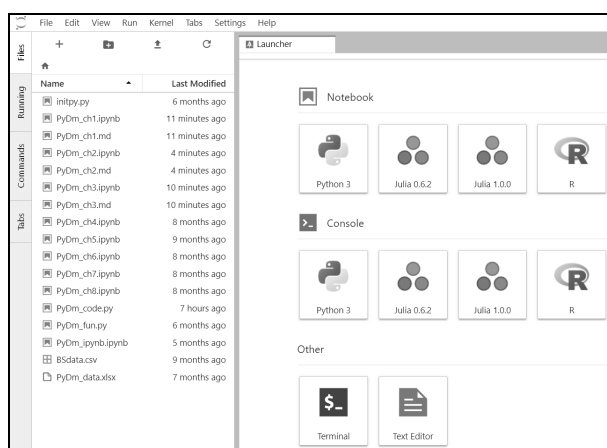 File Edit View Run Kernel Tabs Settings Help
Files
Running
Commands
Tabs
Name Last Modified
initpy.py 6 months ago
PyDm_ch1.ipynb 11 minutes ago
PyDm_ch1.md 11 minutes ago
PyDm_ch2.ipynb 4 minutes ago
PyDm_ch2.md 4 minutes ago
PyDm_ch3.ipynb 10 minutes ago
PyDm_ch3.md 10 minutes ago
PyDm_ch4.ipynb 8 months ago
PyDm_ch5.ipynb 9 months ago
PyDm_ch6.ipynb 8 months ago
PyDm_ch7.ipynb 8 months ago
PyDm_ch8.ipynb 8 months ago
PyDm_code.py 7 hours ago
PyDm_fun.py 6 months ago
PyDm_ipynb.ipynb 5 months ago
BSdata.csv 9 months ago
PyDm_data.xlsx 7 months ago
Launcher
Notebook
Python 3 Julia 0.6.2 Julia 1.0.0 R
Console
Python 3 Julia 0.6.2 Julia 1.0.0 R
Other
$_
Terminal Text Editor